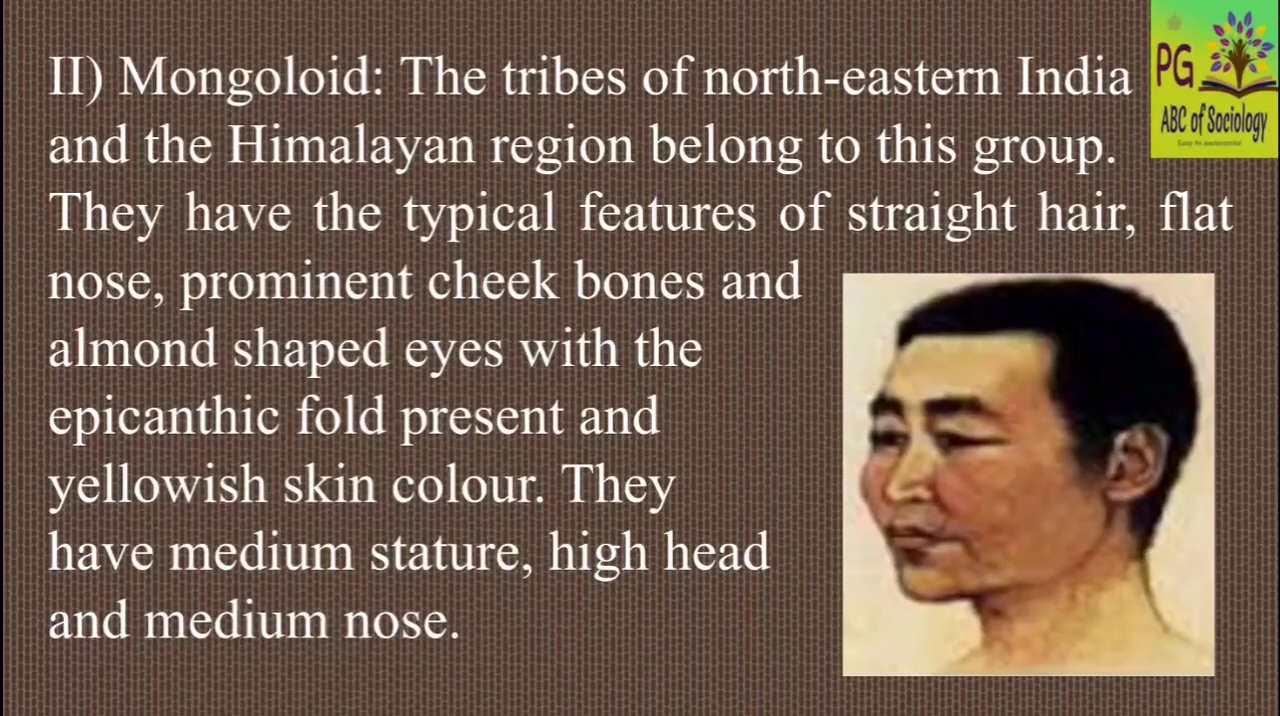 II) Mongoloid: The tribes of north-eastern India
and the Himalayan region belong to this group.
They have the typical features of straight hair, flat
nose, prominent cheek bones and
almond shaped eyes with the
epicanthic fold present and
yellowish skin colour. They
have medium stature, high head
and medium nose.
PG
ABC of Sociology